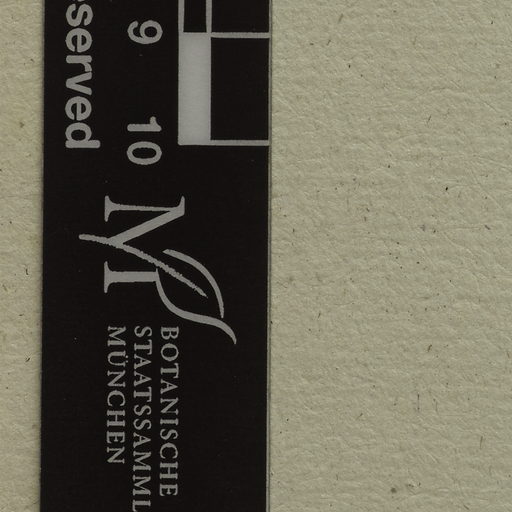 served
9 10
M
BOTANISCHE
STAATSSAMML
MÜNCHEN